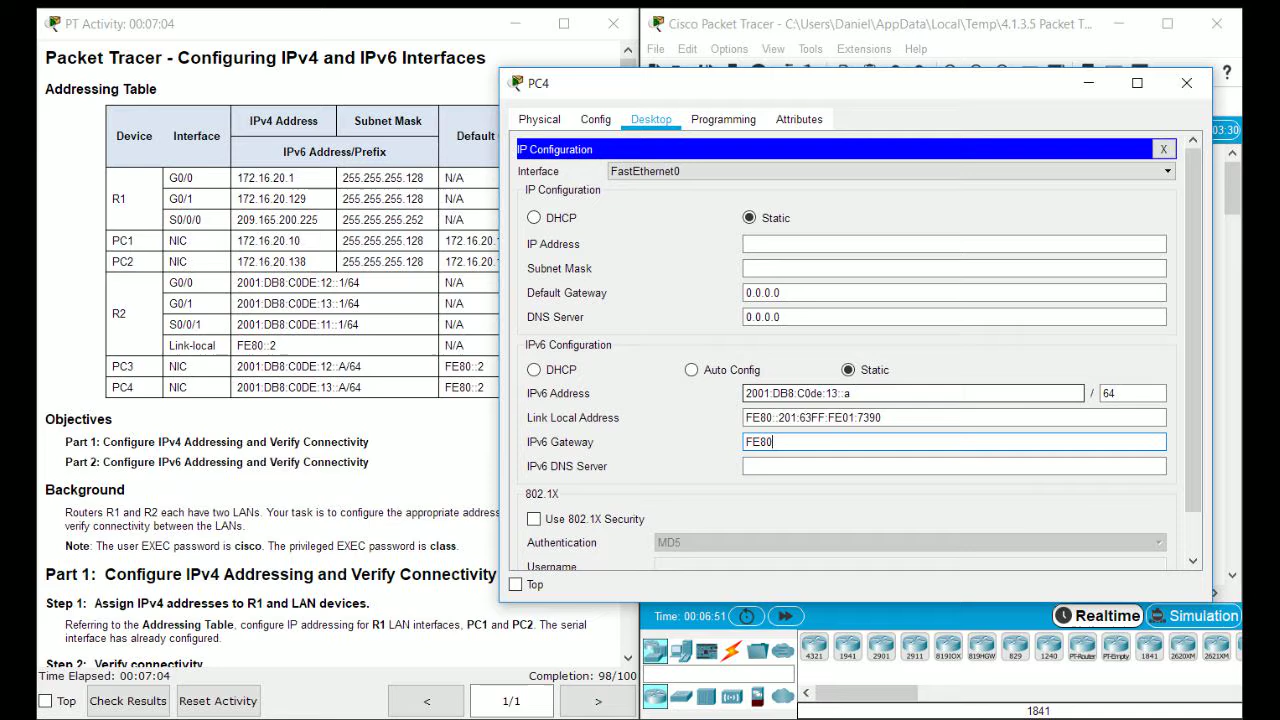 PT Activity: 00:07:04
Packet Tracer - Configuring IPv4 and IPv6 Interfaces
Addressing Table
Device Interface IPv4 Address Subnet Mask Default
IPv6 Address/Prefix
R1 G0/0 172.16.20.1 255.255.255.128 N/A
G0/1 172.16.20.129 255.255.255.128 N/A
S0/0/0 209.165.200.225 255.255.255.252 N/A
PC1 NIC 172.16.20.10 255.255.255.128 172.16.20.
PC2 NIC 172.16.20.138 255.255.255.128 172.16.20.
R2 G0/0 2001:DB8:C0DE:12::1/64 N/A
G0/1 2001:DB8:C0DE:13::1/64 N/A
S0/0/1 2001:DB8:C0DE:11::1/64 N/A
Link-local FE80::2 N/A
PC3 NIC 2001:DB8:C0DE:12::A/64 FE80::2
PC4 NIC 2001:DB8:C0DE:13::A/64 FE80::2
Objectives
Part 1: Configure IPv4 Addressing and Verify Connectivity
Part 2: Configure IPv6 Addressing and Verify Connectivity
Background
Routers R1 and R2 each have two LANs. Your task is to configure the appropriate
verify connectivity between the LANs.
Note: The user EXEC password is cisco. The privileged EXEC password is class.
Part 1: Configure IPv4 Addressing and Verify Connectivity
Step 1: Assign IPv4 addresses to R1 and LAN devices.
Referring to the Addressing Table, configure IP addressing for R1 LAN interfaces, PC1 and PC2. The serial
interface has already configured.
Step 2: Verify connectivity
Time Elapsed: 00:07:04 Completion: 98/100
Top Check Results Reset Activity < 1/1 >
Cisco Packet Tracer - C:\Users\Daniel\AppData\Local\Temp\4.1.3.5 Packet T...
File Edit Options View Tools Extensions Help
?
03:30
PC4
Physical Config Desktop Programming Attributes
IP Configuration X
Interface FastEthernet0
IP Configuration
DHCP Static
IP Address
Subnet Mask
Default Gateway 0.0.0.0
DNS Server 0.0.0.0
IPv6 Configuration
DHCP Auto Config Static
IPv6 Address 2001:DB8:C0de:13::a / 64
Link Local Address FE80::201:63FF:FE01:7390
IPv6 Gateway FE80
IPv6 DNS Server
802.1X
Use 802.1X Security
Authentication MD5
Username
Top
Time: 00:06:51 Realtime Simulation
4321 1941 2901 2911 819IOX 819HGW 829 1240 PT-Router PT-Empty 1841 2620XM 2621XM
1841